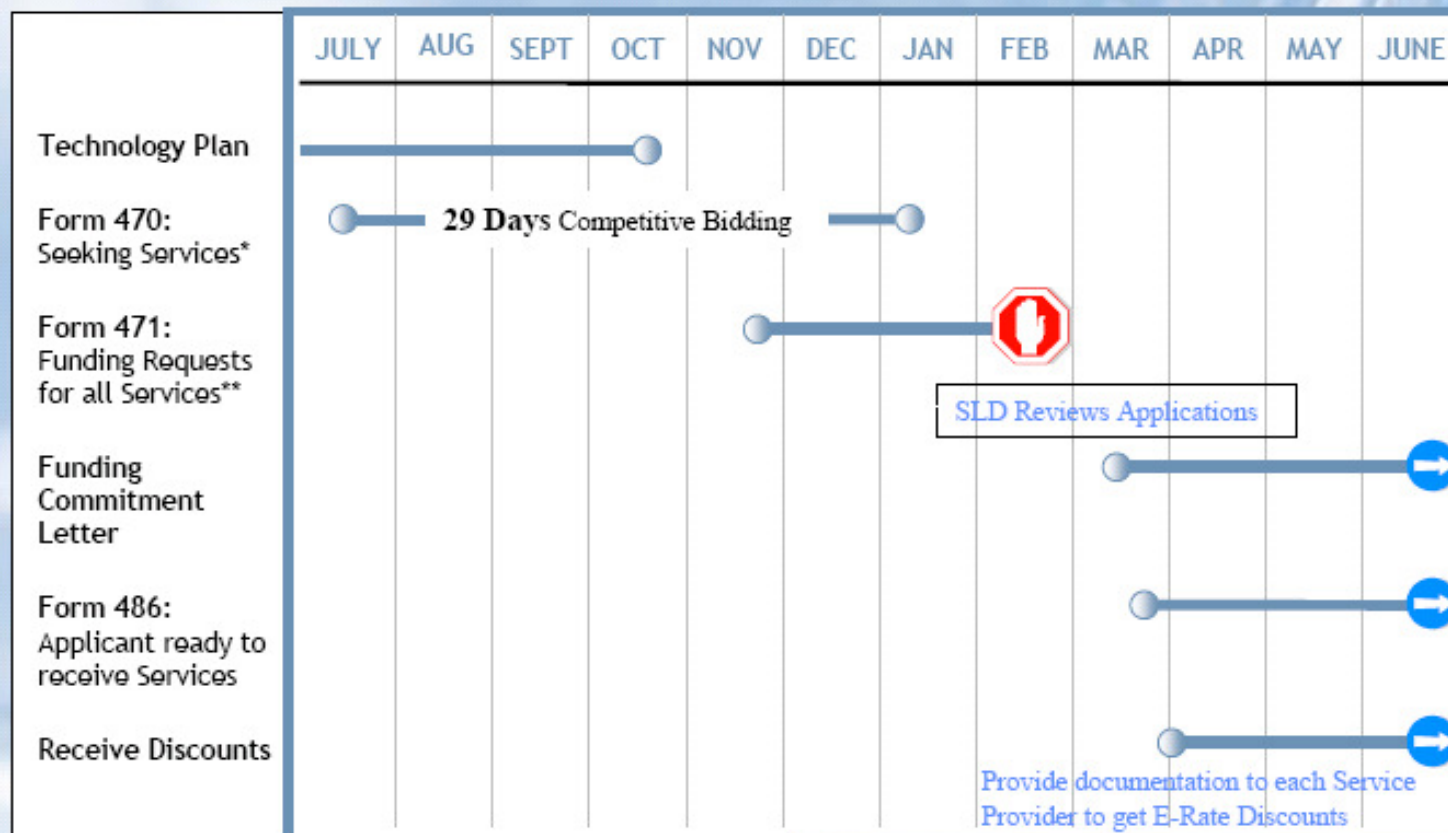 JULY AUG SEPT OCT NOV DEC JAN FEB MAR APR MAY JUNE
Technology Plan
Form 470:
Seeking Services*
29 Days Competitive Bidding
Form 471:
Funding Requests
for all Services**
SLD Reviews Applications
Funding
Commitment
Letter
Form 486:
Applicant ready to
receive Services
Receive Discounts
Provide documentation to each Service
Provider to get E-Rate Discounts